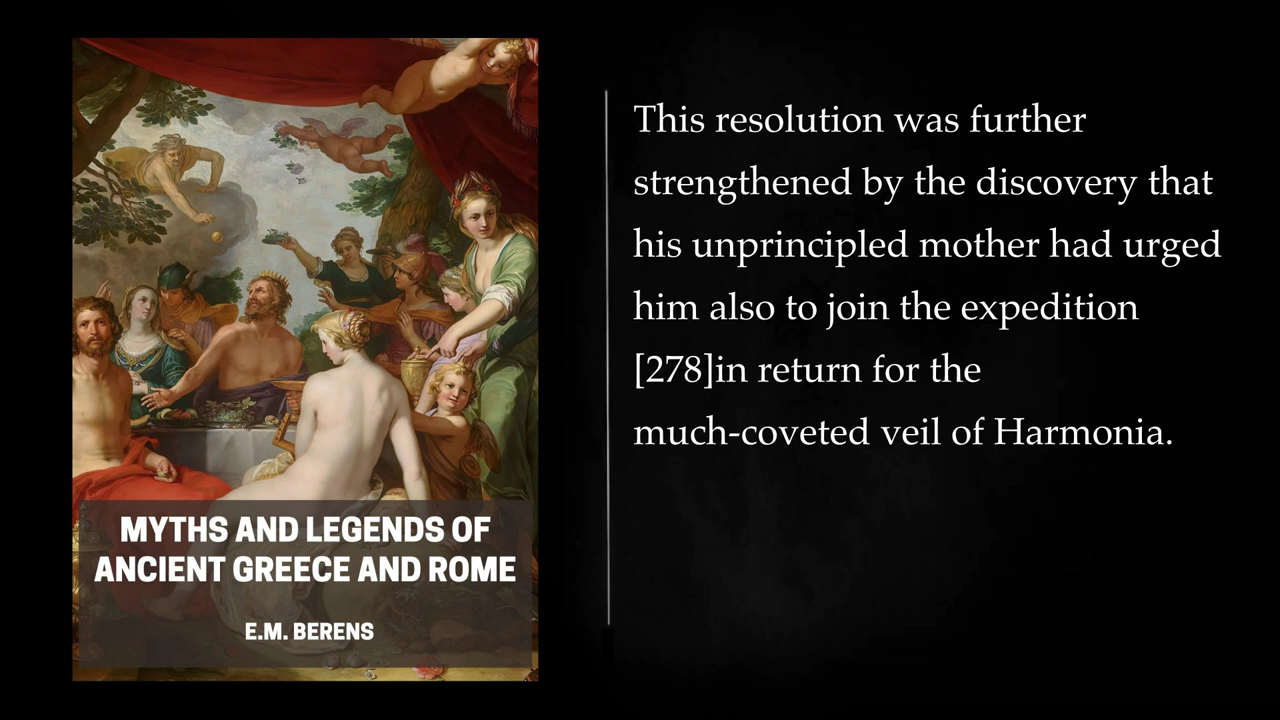 MYTHS AND LEGENDS OF
ANCIENT GREECE AND ROME
E.M. BERENS
This resolution was further
strengthened by the discovery that
his unprincipled mother had urged
him also to join the expedition
[278]in return for the
much-coveted veil of Harmonia.